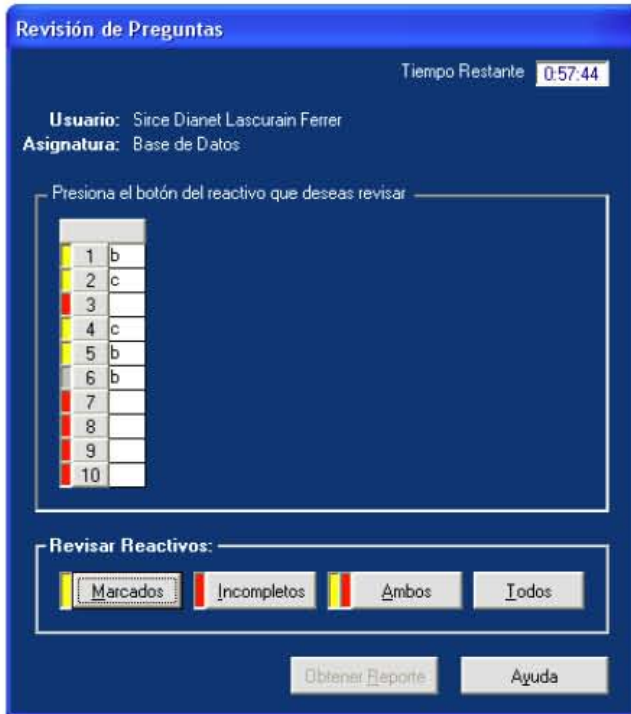 Revisión de Preguntas
Tiempo Restante 0:57:44
Usuario: Sirce Dianet Lascurain Ferrer
Asignatura: Base de Datos
Presiona el botón del reactivo que deseas revisar
1 b
2 c
3
4 c
5 b
6 b
7
8
9
10
Revisar Reactivos:
Marcados Incompletos Ambos Todos
Obtener Reporte Ayuda